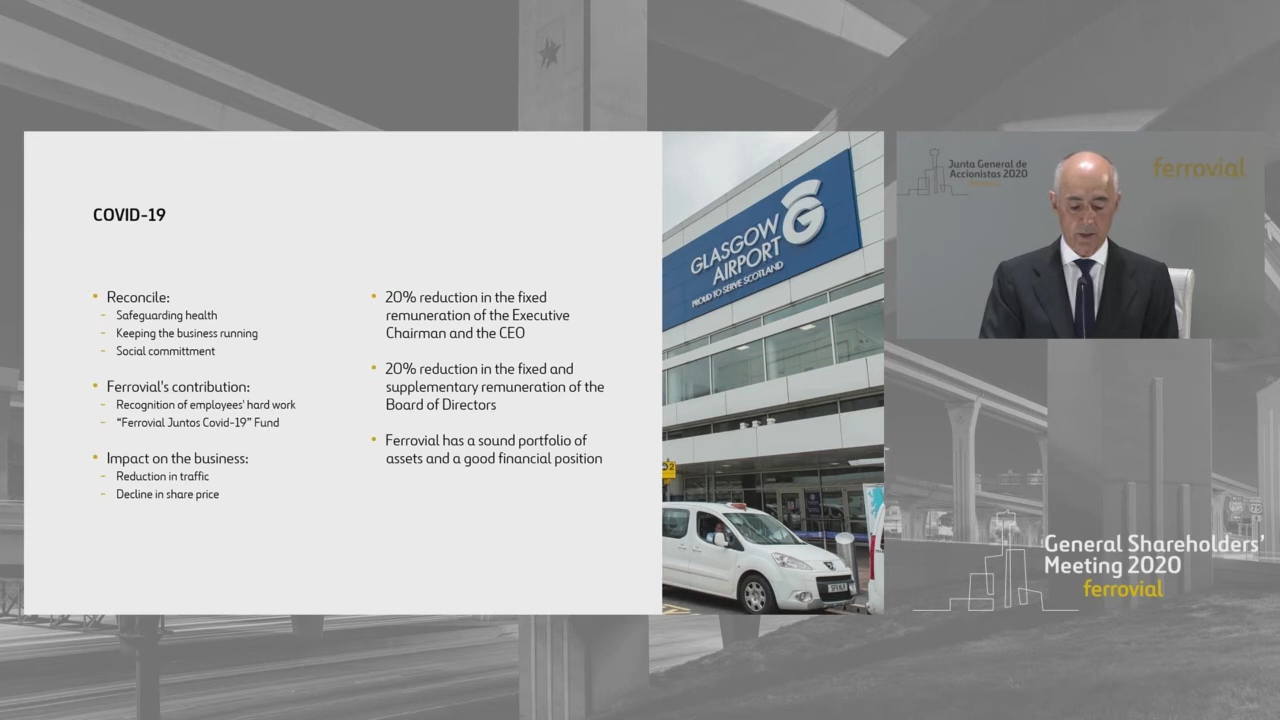 COVID-19
• Reconcile:
- Safeguarding health
- Keeping the business running
- Social committment
• Ferrovial's contribution:
- Recognition of employees' hard work
- “Ferrovial Juntos Covid-19” Fund
• Impact on the business:
- Reduction in traffic
- Decline in share price
• 20% reduction in the fixed
remuneration of the Executive
Chairman and the CEO
• 20% reduction in the fixed and
supplementary remuneration of the
Board of Directors
• Ferrovial has a sound portfolio of
assets and a good financial position
GLASGOW
AIRPORT
PROUD TO SERVE SCOTLAND
Junta General de
Accionistas 2020
ferrovial
ferrovial
General Shareholders’
Meeting 2020
ferrovial